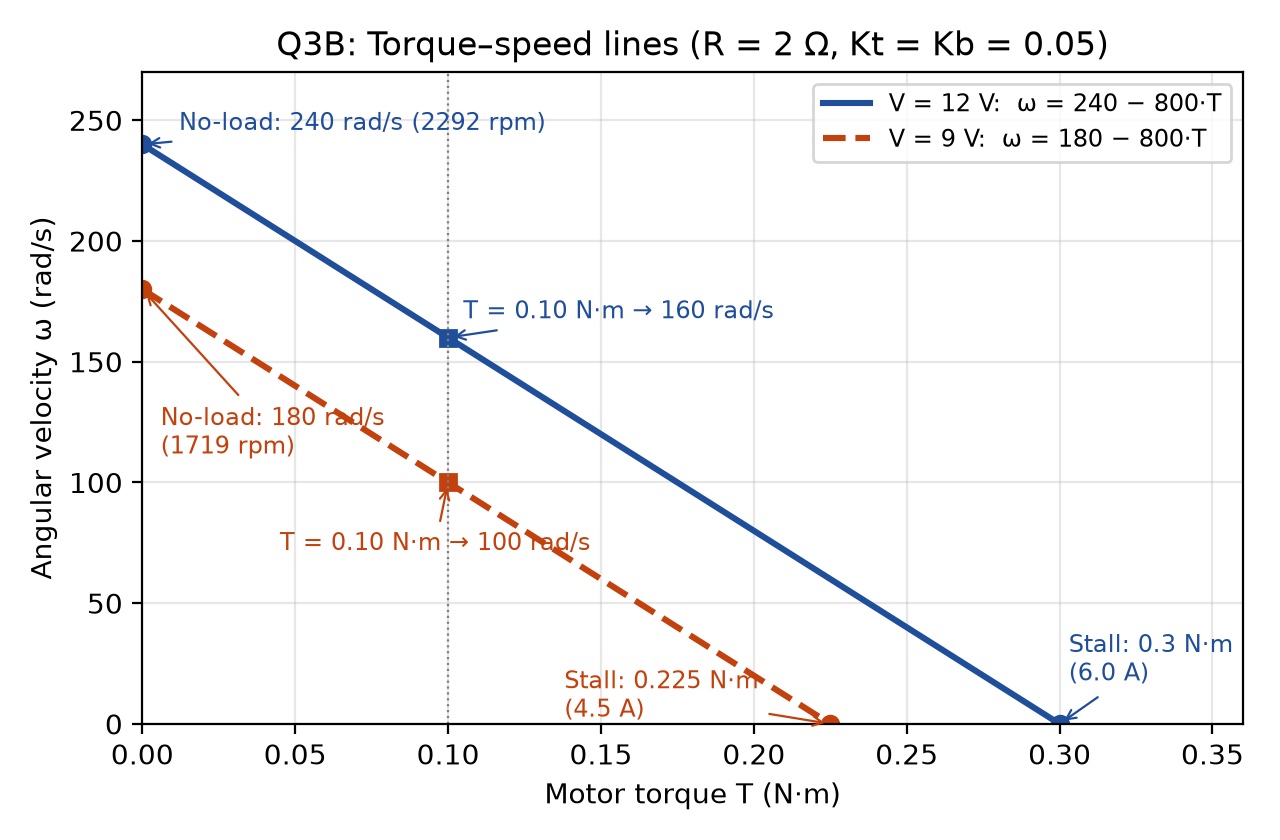 Q3B: Torque–speed lines (R = 2 Ω, Kt = Kb = 0.05)
V = 12 V:  ω = 240 − 800·T
V = 9 V:  ω = 180 − 800·T
No-load: 240 rad/s (2292 rpm)
T = 0.10 N·m → 160 rad/s
No-load: 180 rad/s
(1719 rpm)
T = 0.10 N·m → 100 rad/s
Stall: 0.3 N·m
(6.0 A)
Stall: 0.225 N·m
(4.5 A)
Angular velocity ω (rad/s)
250
200
150
100
50
0
0.00 0.05 0.10 0.15 0.20 0.25 0.30 0.35
Motor torque T (N·m)